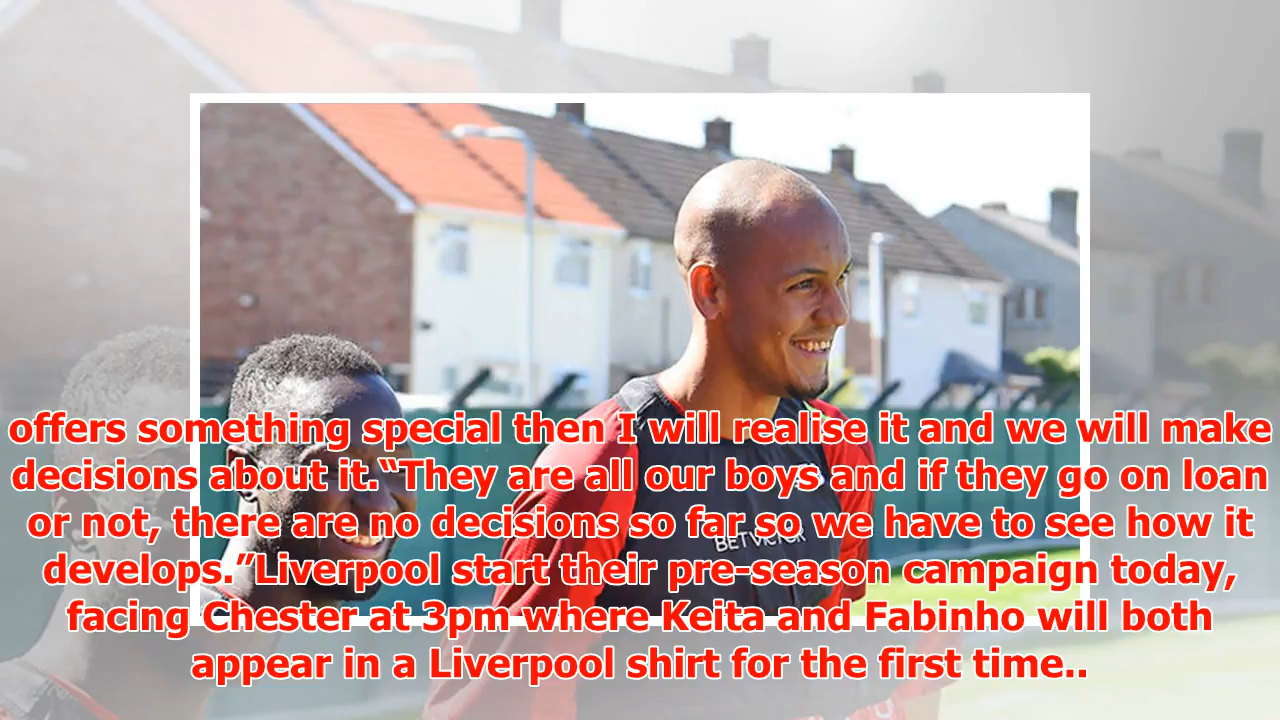 offers something special then I will realise it and we will make
decisions about it.“They are all our boys and if they go on loan
or not, there are no decisions so far so we have to see how it
develops.”Liverpool start their pre-season campaign today,
facing Chester at 3pm where Keita and Fabinho will both
appear in a Liverpool shirt for the first time..
BETVICTOR